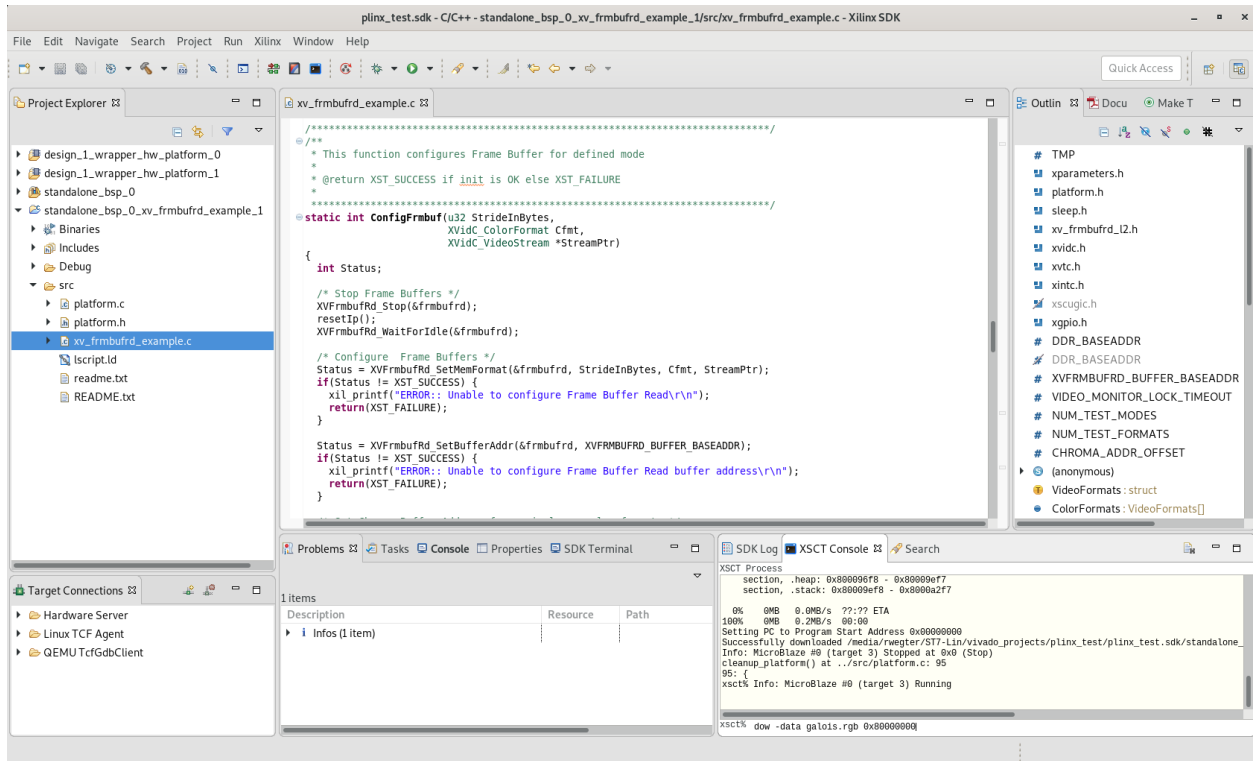 plinx_test.sdk - C/C++ - standalone_bsp_0_xv_frmbufrd_example_1/src/xv_frmbufrd_example.c - Xilinx SDK
File Edit Navigate Search Project Run Xilinx Window Help
Quick Access
Project Explorer
design_1_wrapper_hw_platform_0
design_1_wrapper_hw_platform_1
standalone_bsp_0
standalone_bsp_0_xv_frmbufrd_example_1
Binaries
Includes
Debug
src
platform.c
platform.h
xv_frmbufrd_example.c
lscript.ld
readme.txt
README.txt
Target Connections
Hardware Server
Linux TCF Agent
QEMU TcfGdbClient
xv_frmbufrd_example.c
/*****************************************************************************/
/**
* This function configures Frame Buffer for defined mode
*
* @return XST_SUCCESS if init is OK else XST_FAILURE
*
*****************************************************************************/
static int ConfigFrmbuf(u32 StrideInBytes,
XVidC_ColorFormat Cfmt,
XVidC_VideoStream *StreamPtr)
{
int Status;
/* Stop Frame Buffers */
XVFrmbufRd_Stop(&frmbufrd);
resetIp();
XVFrmbufRd_WaitForIdle(&frmbufrd);
/* Configure  Frame Buffers */
Status = XVFrmbufRd_SetMemFormat(&frmbufrd, StrideInBytes, Cfmt, StreamPtr);
if(Status != XST_SUCCESS) {
xil_printf("ERROR:: Unable to configure Frame Buffer Read\r\n");
return(XST_FAILURE);
}
Status = XVFrmbufRd_SetBufferAddr(&frmbufrd, XVFRMBUFRD_BUFFER_BASEADDR);
if(Status != XST_SUCCESS) {
xil_printf("ERROR:: Unable to configure Frame Buffer Read buffer address\r\n");
return(XST_FAILURE);
}
Outlin Docu Make T
TMP
xparameters.h
platform.h
sleep.h
xv_frmbufrd_l2.h
xvidc.h
xvtc.h
xintc.h
xscugic.h
xgpio.h
DDR_BASEADDR
DDR_BASEADDR
XVFRMBUFRD_BUFFER_BASEADDR
VIDEO_MONITOR_LOCK_TIMEOUT
NUM_TEST_MODES
NUM_TEST_FORMATS
CHROMA_ADDR_OFFSET
(anonymous)
VideoFormats : struct
ColorFormats : VideoFormats[]
Problems Tasks Console Properties SDK Terminal
1 items
Description Resource Path
Infos (1 item)
SDK Log XSCT Console Search
XSCT Process
section, .heap: 0x800096f8 - 0x80009ef7
section, .stack: 0x80009ef8 - 0x8000a2f7
0% 0MB 0.0MB/s ??:?? ETA
100% 0MB 0.2MB/s 00:00
Setting PC to Program Start Address 0x00000000
Successfully downloaded /media/rwegter/ST7-Lin/vivado_projects/plinx_test/plinx_test.sdk/standalone_
Info: MicroBlaze #0 (target 3) Stopped at 0x0 (Stop)
cleanup_platform() at ../src/platform.c: 95
95: {
xsct% Info: MicroBlaze #0 (target 3) Running
xsct% dow -data galois.rgb 0x80000000